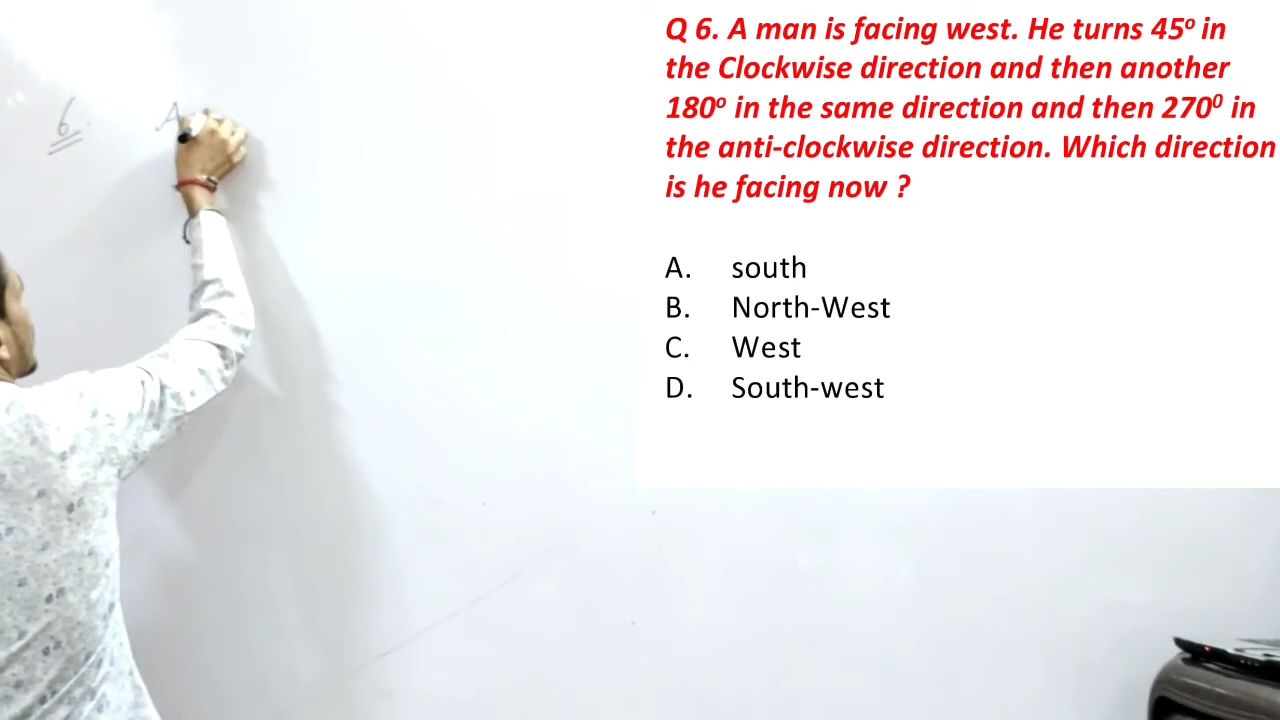 6.
A
Q 6. A man is facing west. He turns 45º in
the Clockwise direction and then another
180º in the same direction and then 270⁰ in
the anti-clockwise direction. Which direction
is he facing now ?
A. south
B. North-West
C. West
D. South-west